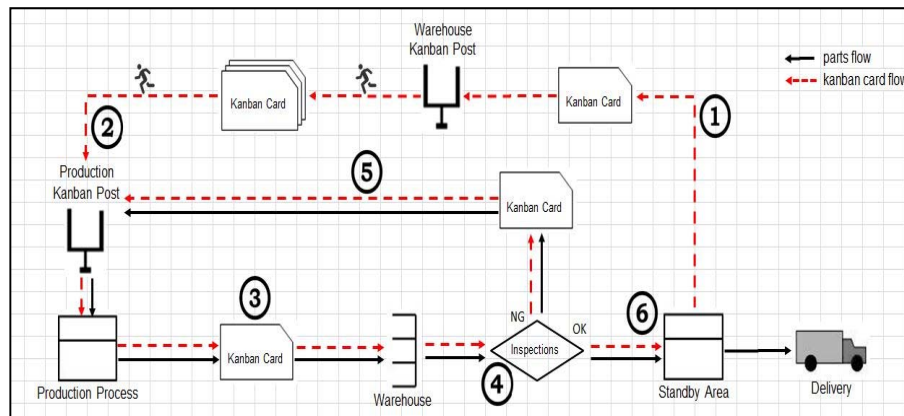 Warehouse
Kanban Post
parts flow
kanban card flow
Kanban Card
Kanban Card
1
2
Production
Kanban Post
5
Kanban Card
3
6
NG
OK
Kanban Card
Inspections
4
Production Process
Warehouse
Standby Area
Delivery